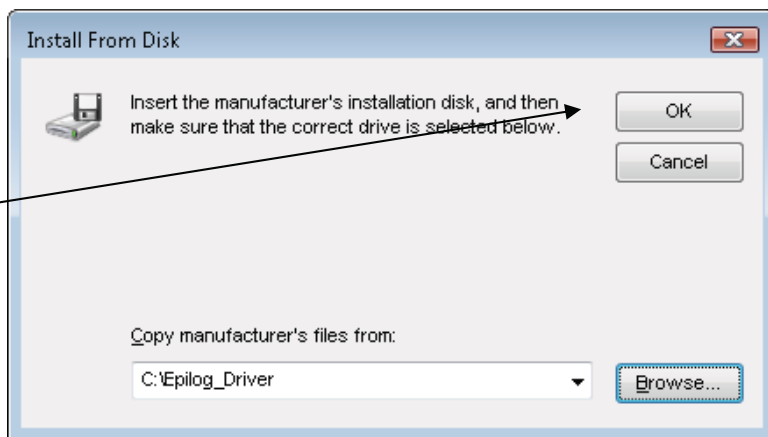 Install From Disk
Insert the manufacturer's installation disk, and then
make sure that the correct drive is selected below.
OK
Cancel
Copy manufacturer's files from:
C:\Epilog_Driver
Browse...